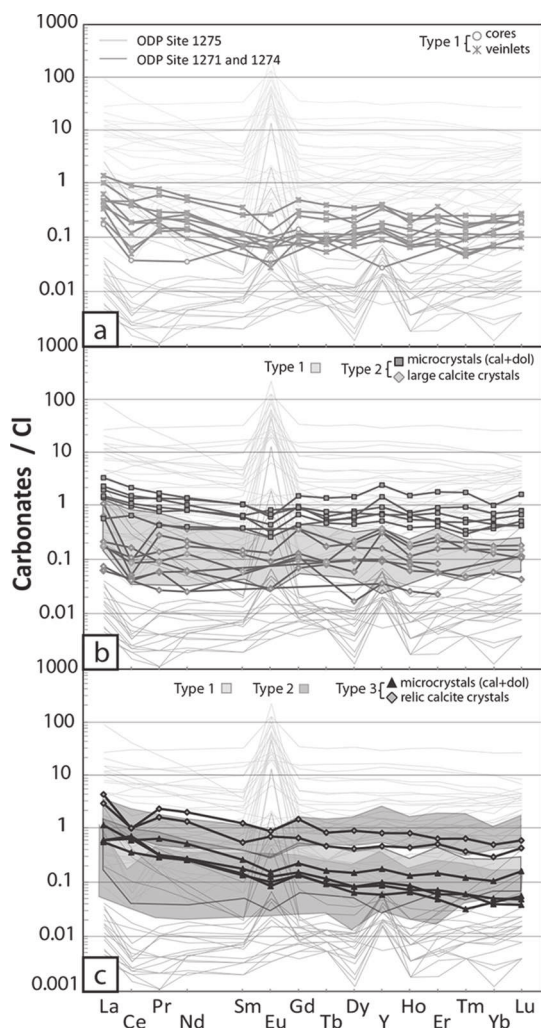 1000
ODP Site 1275
ODP Site 1271 and 1274
Type 1
cores
veinlets
100
10
1
0.1
0.01
a
1000
Type 1
Type 2
microcrystals (cal+dol)
large calcite crystals
100
10
1
0.1
0.01
b
Carbonates / CI
1000
Type 1
Type 2
Type 3
microcrystals (cal+dol)
relic calcite crystals
100
10
1
0.1
0.01
0.001
c
La Ce Pr Nd Sm Eu Gd Tb Dy Y Ho Er Tm Yb Lu